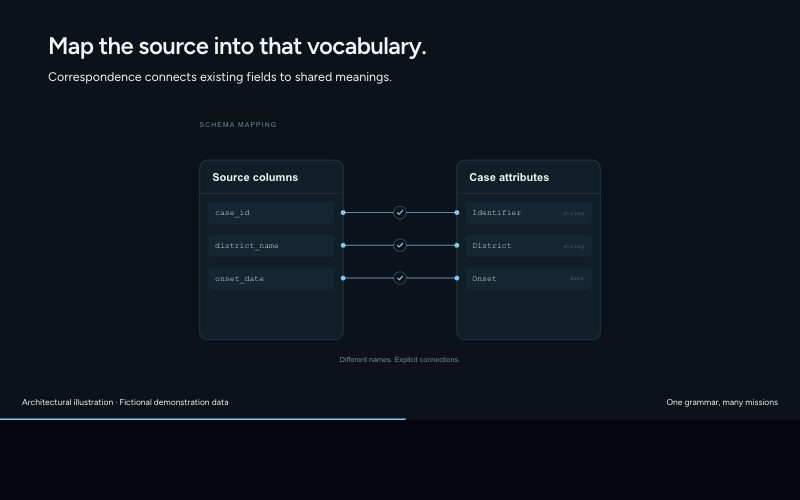 Map the source into that vocabulary.
Correspondence connects existing fields to shared meanings.
SCHEMA MAPPING
Source columns
Case attributes
case_id
Identifier string
district_name
District string
onset_date
Onset date
Different names. Explicit connections.
Architectural illustration · Fictional demonstration data
One grammar, many missions